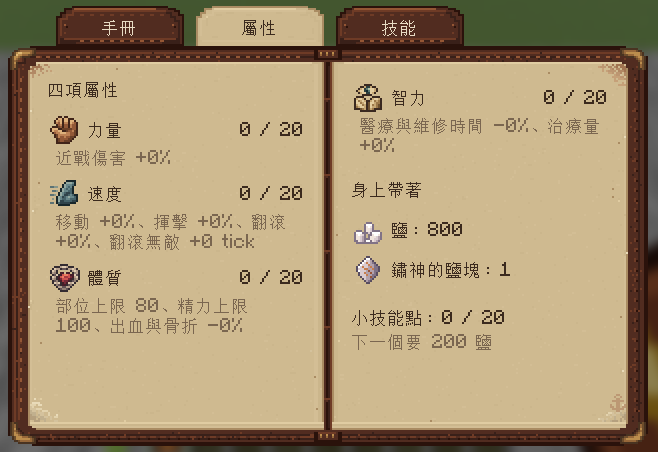 手冊
屬性
技能
四項屬性
力量 0 / 20
近戰傷害 +0%
速度 0 / 20
移動 +0%、揮擊 +0%、翻滾
+0%、翻滾無敵 +0 tick
體質 0 / 20
部位上限 80、精力上限
100、出血與骨折 -0%
智力 0 / 20
醫療與維修時間 -0%、治療量
+0%
身上帶著
鹽：800
鏽神的鹽塊：1
小技能點：0 / 20
下一個要 200 鹽